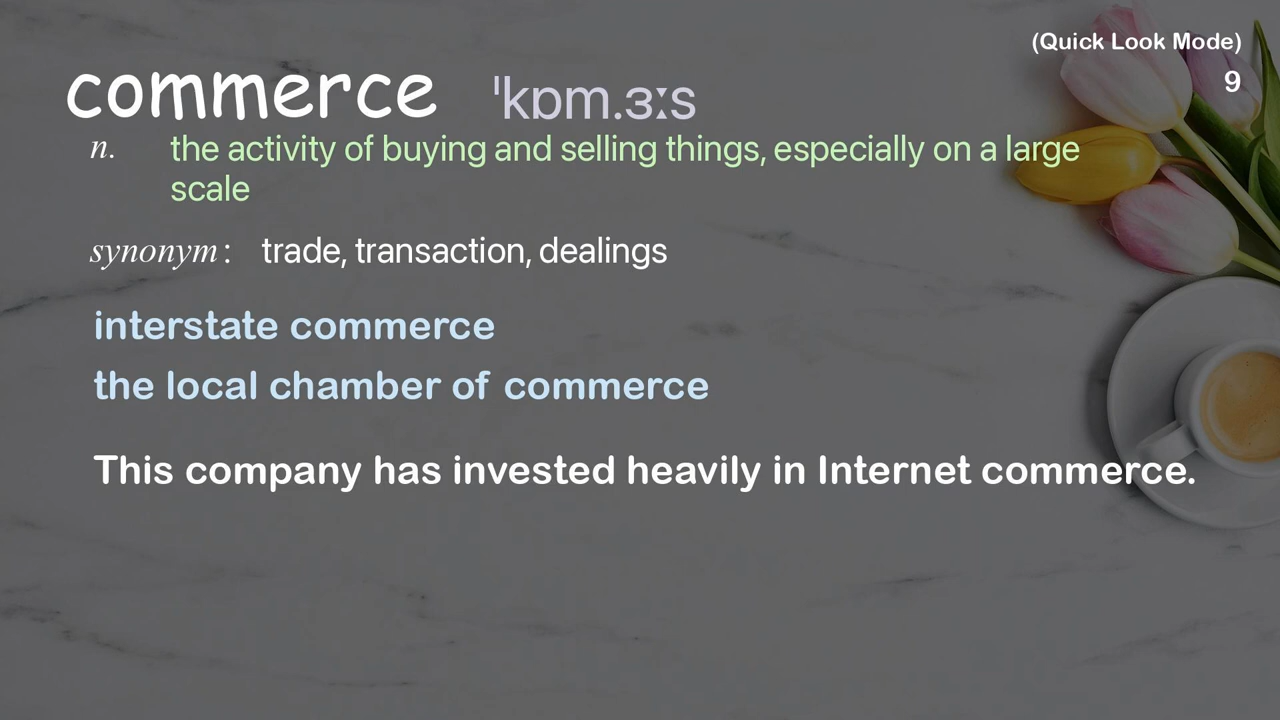 (Quick Look Mode)
9
commerce ˈkɒm.ɜːs
n. the activity of buying and selling things, especially on a large
scale
synonym: trade, transaction, dealings
interstate commerce
the local chamber of commerce
This company has invested heavily in Internet commerce.